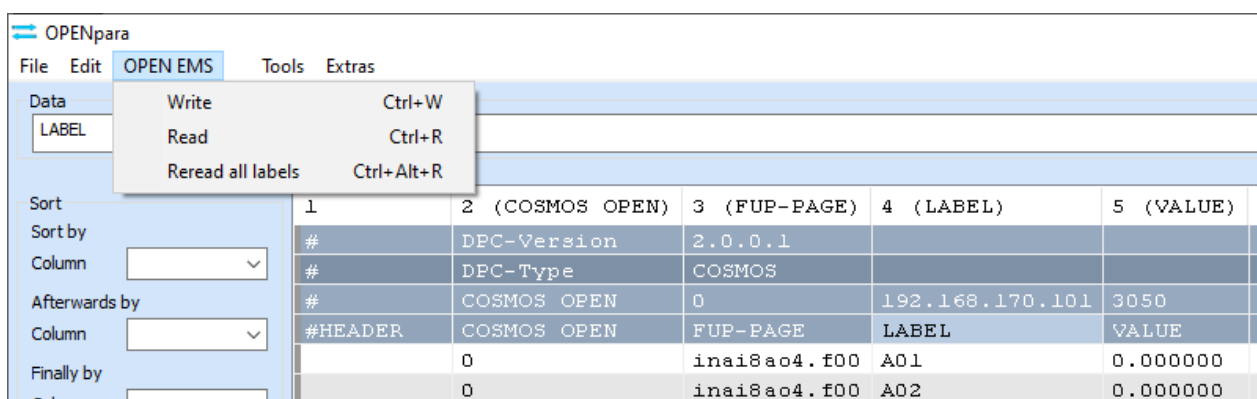 OPENpara
File Edit OPEN EMS Tools Extras
Data
LABEL
Write Ctrl+W
Read Ctrl+R
Reread all labels Ctrl+Alt+R
Sort
Sort by
Column
Afterwards by
Column
Finally by
1 2 (COSMOS OPEN) 3 (FUP-PAGE) 4 (LABEL) 5 (VALUE)
# DPC-Version 2.0.0.1
# DPC-Type COSMOS
# COSMOS OPEN 0 192.168.170.101 3050
#HEADER COSMOS OPEN FUP-PAGE LABEL VALUE
0 inai8ao4.f00 A01 0.000000
0 inai8ao4.f00 A02 0.000000